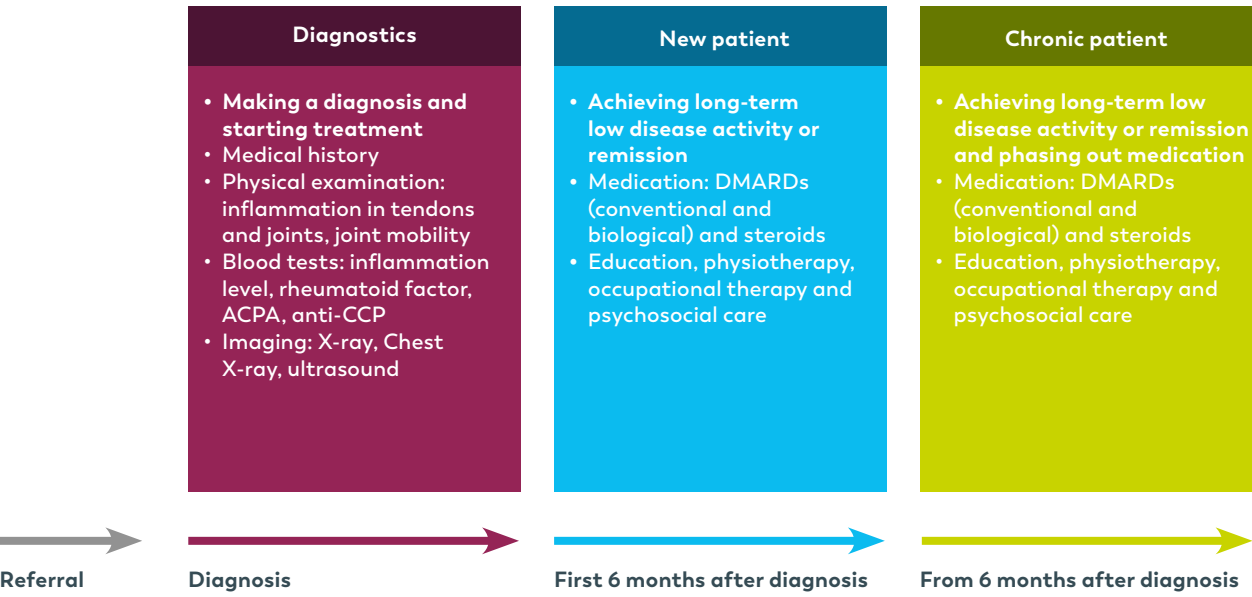 Diagnostics
• Making a diagnosis and
starting treatment
• Medical history
• Physical examination:
inflammation in tendons
and joints, joint mobility
• Blood tests: inflammation
level, rheumatoid factor,
ACPA, anti-CCP
• Imaging: X-ray, Chest
X-ray, ultrasound
New patient
• Achieving long-term
low disease activity or
remission
• Medication: DMARDs
(conventional and
biological) and steroids
• Education, physiotherapy,
occupational therapy and
psychosocial care
Chronic patient
• Achieving long-term low
disease activity or remission
and phasing out medication
• Medication: DMARDs
(conventional and
biological) and steroids
• Education, physiotherapy,
occupational therapy and
psychosocial care
Referral
Diagnosis
First 6 months after diagnosis
From 6 months after diagnosis